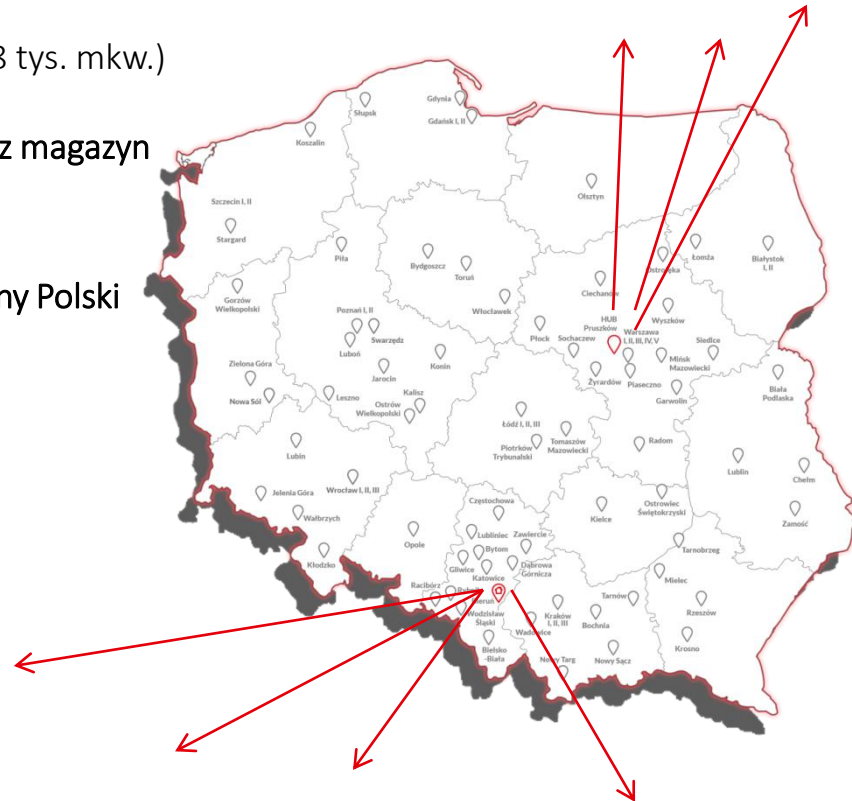 8 tys. mkw.)
z magazyn
ny Polski
Słupsk
Gdynia
Gdańsk I, II
Koszalin
Olsztyn
Szczecin I, II
Stargard
Piła
Bydgoszcz
Toruń
Ostrołęka
Łomża
Białystok
I, II
Gorzów
Wielkopolski
Włocławek
Ciechanów
Wyszków
Poznań I, II
Swarzędz
Luboń
Płock
Sochaczew
HUB
Pruszków
Warszawa
I, II, III, IV, V
Siedlce
Mińsk
Mazowiecki
Zielona Góra
Nowa Sól
Konin
Jarocin
Leszno
Kalisz
Ostrów
Wielkopolski
Żyrardów
Piaseczno
Garwolin
Biała
Podlaska
Łódź I, II, III
Piotrków
Trybunalski
Tomaszów
Mazowiecki
Radom
Lubin
Lublin
Chełm
Jelenia Góra
Wrocław I, II, III
Wałbrzych
Kłodzko
Częstochowa
Kielce
Ostrowiec
Świętokrzyski
Zamość
Opole
Lubliniec
Zawiercie
Bytom
Gliwice
Katowice
Dąbrowa
Górnicza
Tarnobrzeg
Mielec
Racibórz
Wodzisław
Śląski
Kraków
I, II, III
Wadowice
Bochnia
Tarnów
Rzeszów
Bielsko
-Biała
Nowy Targ
Nowy Sącz
Krosno